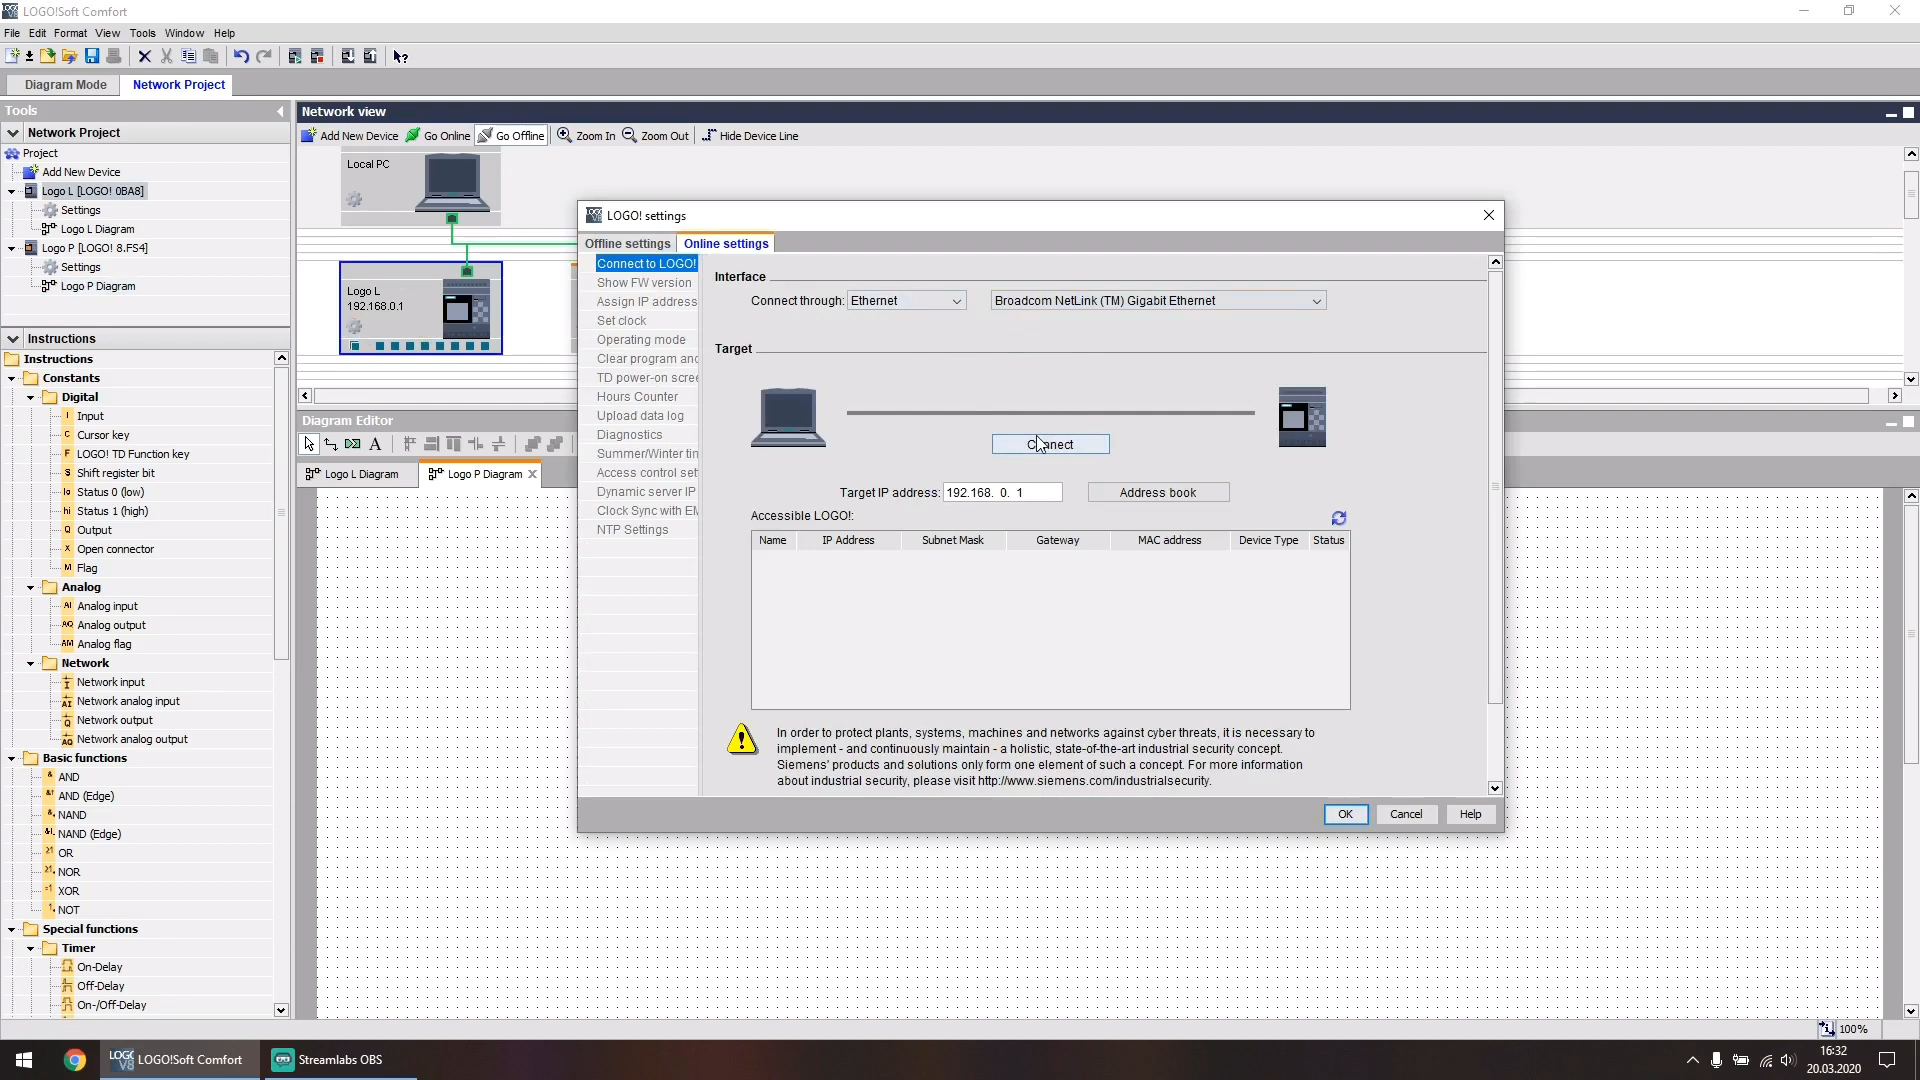 LOGO!Soft Comfort
File Edit Format View Tools Window Help
Diagram Mode Network Project
Tools
Network Project
Project
Add New Device
Logo L [LOGO! 0BA8]
Settings
Logo L Diagram
Logo P [LOGO! 8.FS4]
Settings
Logo P Diagram
Instructions
Instructions
Constants
Digital
I Input
C Cursor key
F LOGO! TD Function key
S Shift register bit
lo Status 0 (low)
hi Status 1 (high)
Q Output
X Open connector
M Flag
Analog
AI Analog input
AQ Analog output
AM Analog flag
Network
I Network input
AI Network analog input
Q Network output
AQ Network analog output
Basic functions
& AND
&↑ AND (Edge)
& NAND
&↓ NAND (Edge)
≥1 OR
≥1 NOR
=1 XOR
1 NOT
Special functions
Timer
On-Delay
Off-Delay
On-/Off-Delay
Network view
Add New Device Go Online Go Offline Zoom In Zoom Out Hide Device Line
Local PC
Logo L
192.168.0.1
Diagram Editor
A
Logo L Diagram Logo P Diagram
LOGO! settings
Offline settings Online settings
Connect to LOGO!
Show FW version
Assign IP address
Set clock
Operating mode
Clear program and
TD power-on scree
Hours Counter
Upload data log
Diagnostics
Summer/Winter tin
Access control set
Dynamic server IP
Clock Sync with EM
NTP Settings
Interface
Connect through: Ethernet Broadcom NetLink (TM) Gigabit Ethernet
Target
Connect
Target IP address: 192.168. 0. 1 Address book
Accessible LOGO!:
Name IP Address Subnet Mask Gateway MAC address Device Type Status
In order to protect plants, systems, machines and networks against cyber threats, it is necessary to
implement - and continuously maintain - a holistic, state-of-the-art industrial security concept.
Siemens' products and solutions only form one element of such a concept. For more information
about industrial security, please visit http://www.siemens.com/industrialsecurity.
OK Cancel Help
100%
LOGO!Soft Comfort Streamlabs OBS
16:32
20.03.2020